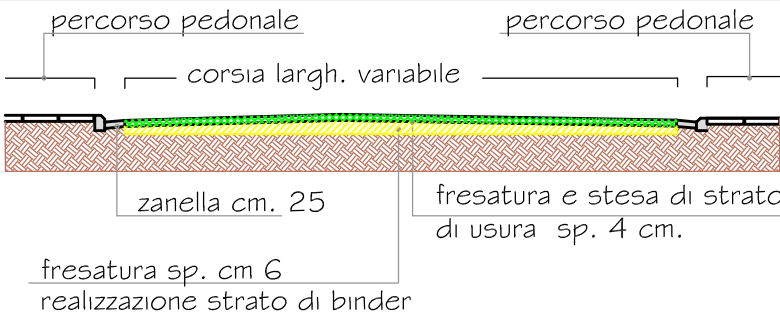 percorso pedonale
percorso pedonale
corsia largh. variabile
zanella cm. 25
fresatura e stesa di strato
di usura sp. 4 cm.
fresatura sp. cm 6
realizzazione strato di binder